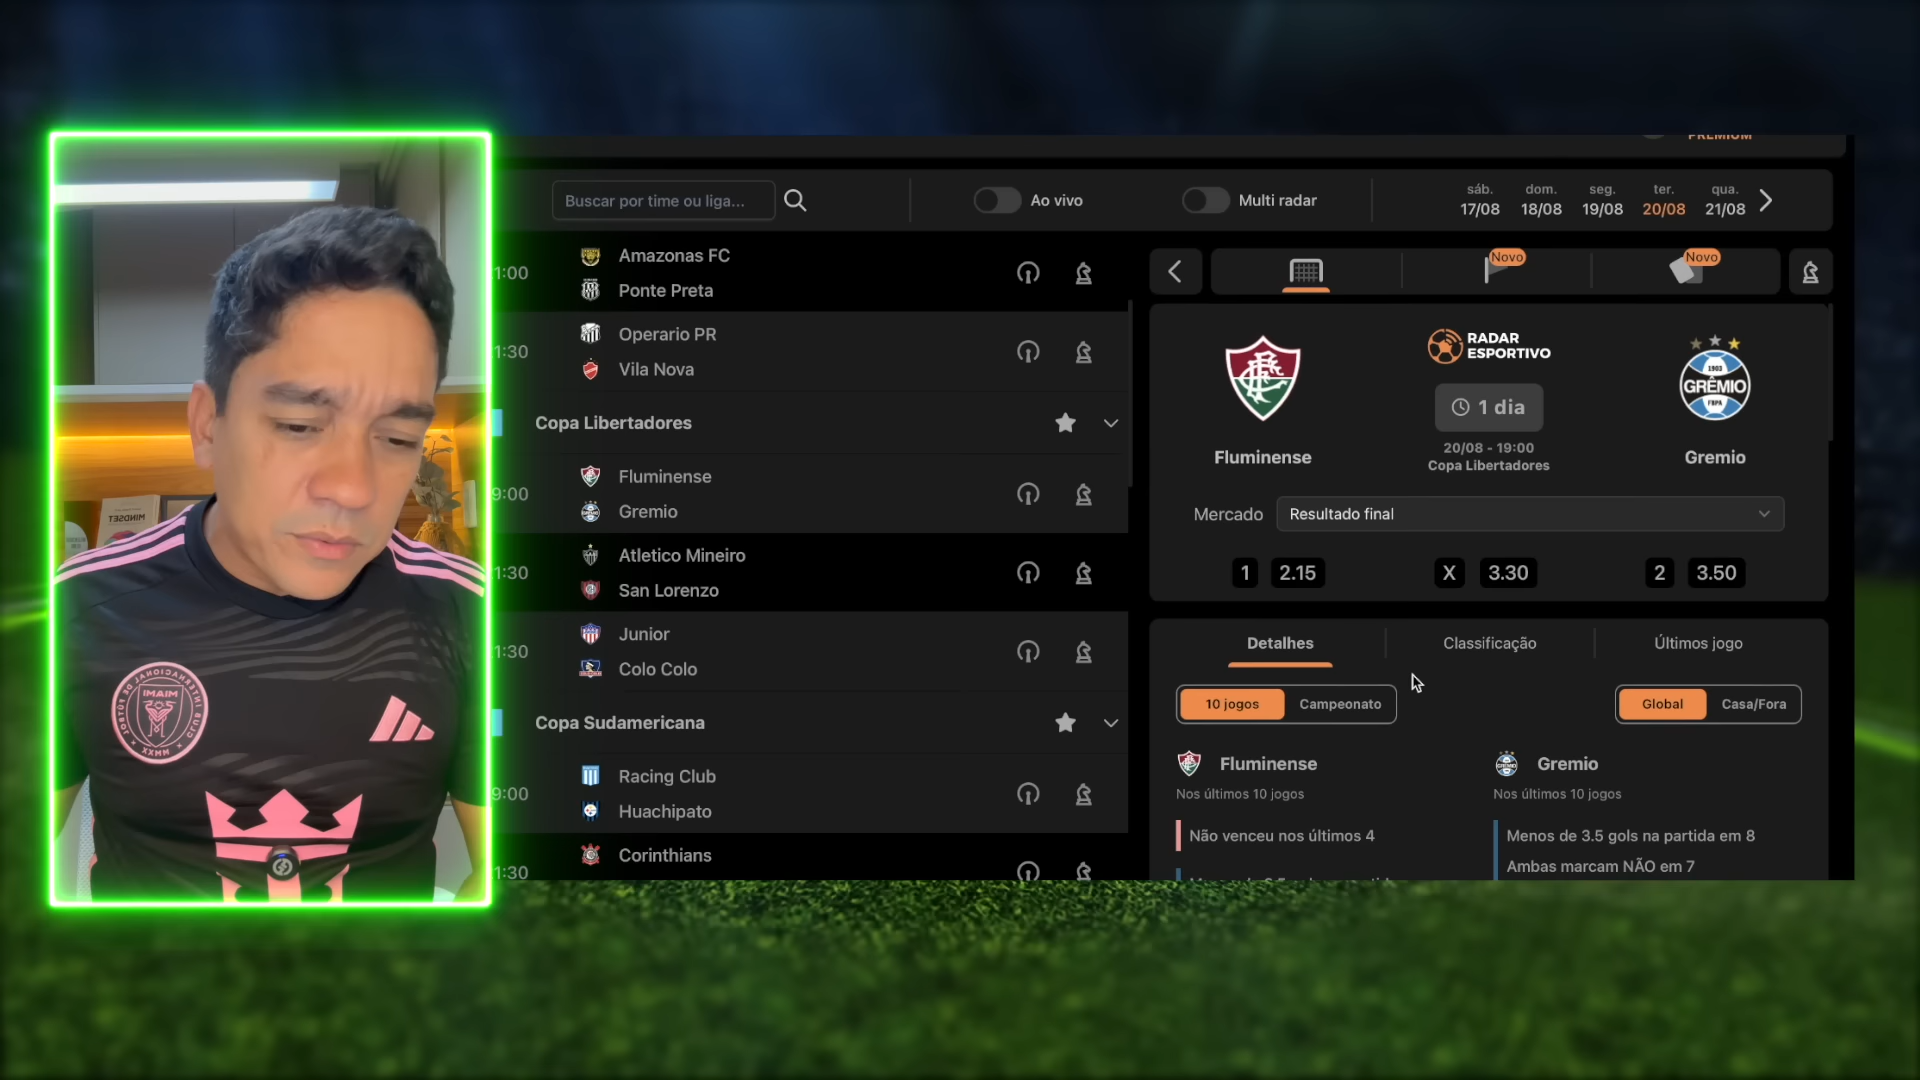 PREMIUM
Buscar por time ou liga...
Ao vivo
Multi radar
sáb.
17/08
dom.
18/08
seg.
19/08
ter.
20/08
qua.
21/08
1:00
Amazonas FC
Ponte Preta
1:30
Operario PR
Vila Nova
Copa Libertadores
9:00
Fluminense
Gremio
1:30
Atletico Mineiro
San Lorenzo
1:30
Junior
Colo Colo
Copa Sudamericana
9:00
Racing Club
Huachipato
1:30
Corinthians
Novo
Novo
RADAR
ESPORTIVO
1903
GRÊMIO
FBPA
1 dia
20/08 - 19:00
Copa Libertadores
Fluminense
Gremio
Mercado
Resultado final
1 2.15
X 3.30
2 3.50
Detalhes
Classificação
Últimos jogo
10 jogos
Campeonato
Global
Casa/Fora
Fluminense
Nos últimos 10 jogos
Não venceu nos últimos 4
Gremio
Nos últimos 10 jogos
Menos de 3.5 gols na partida em 8
Ambas marcam NÃO em 7
MINDSET
MIAMI